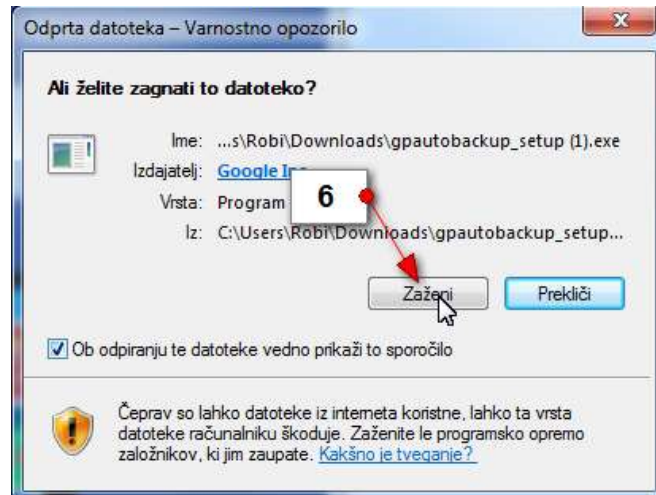 Odprta datoteka – Varnostno opozorilo
Ali želite zagnati to datoteko?
Ime: ...s\Robi\Downloads\gpautobackup_setup (1).exe
Izdajatelj: Google
Vrsta: Program
6
Iz: C:\Users\Robi\Downloads\gpautobackup_setup...
Zaženi Prekliči
Ob odpiranju te datoteke vedno prikaži to sporočilo
Čeprav so lahko datoteke iz interneta koristne, lahko ta vrsta
datoteke računalniku škoduje. Zaženite le programsko opremo
založnikov, ki jim zaupate. Kakšno je tveganje?